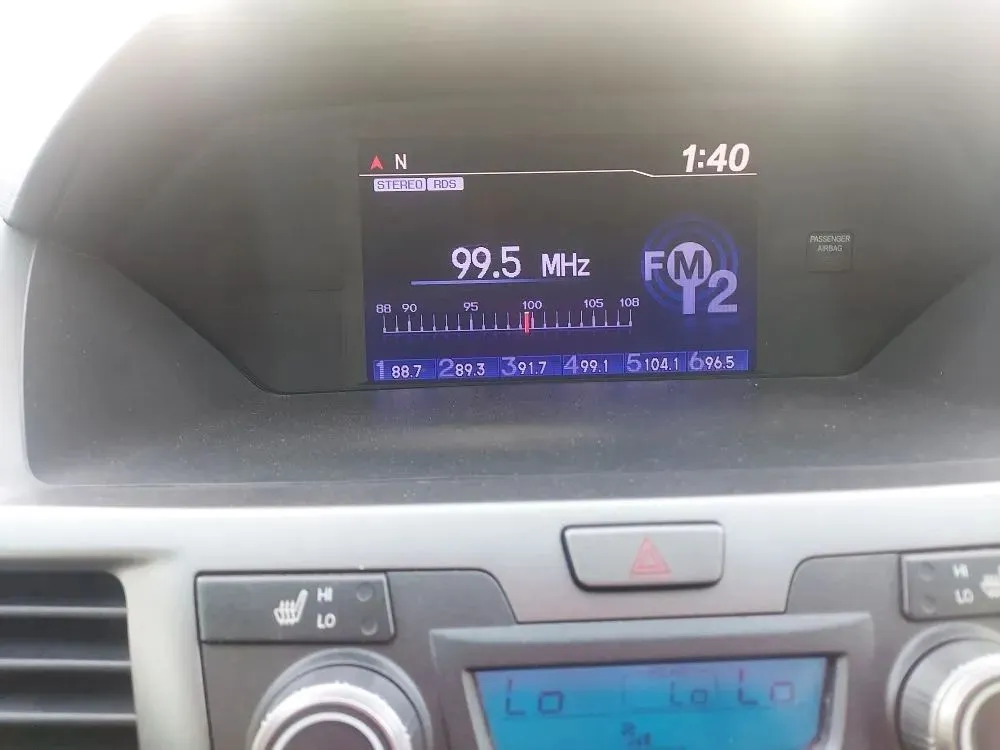 N 1:40
STEREO RDS
99.5 MHz
FM 2
88 90 95 100 105 108
1 88.7 2 89.3 3 91.7 4 99.1 5 104.1 6 96.5
PASSENGER
AIRBAG
HI
LO
HI
LO
Lo Lo Lo